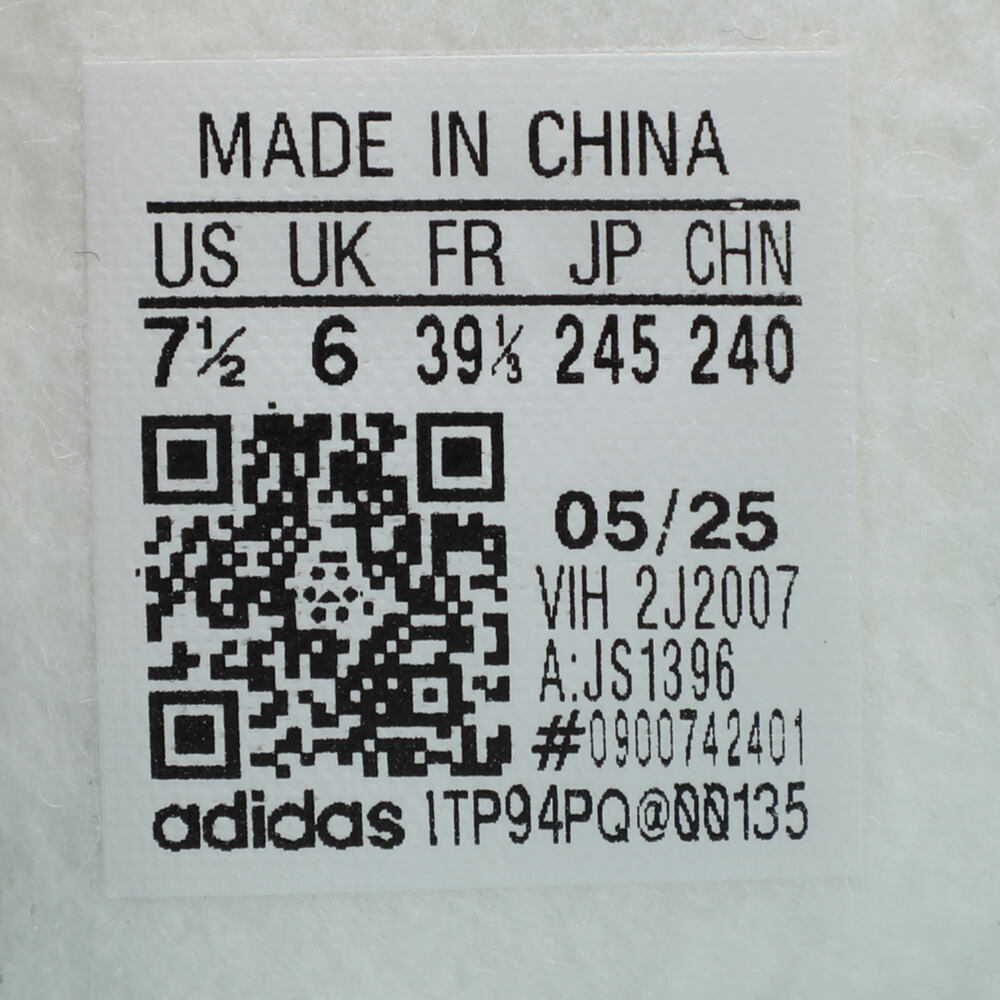 MADE IN CHINA
US UK FR JP CHN
7½ 6 39⅓ 245 240
05/25
VIH 2J2007
A:JS1396
#0900742401
adidas ITP94PQ@00135